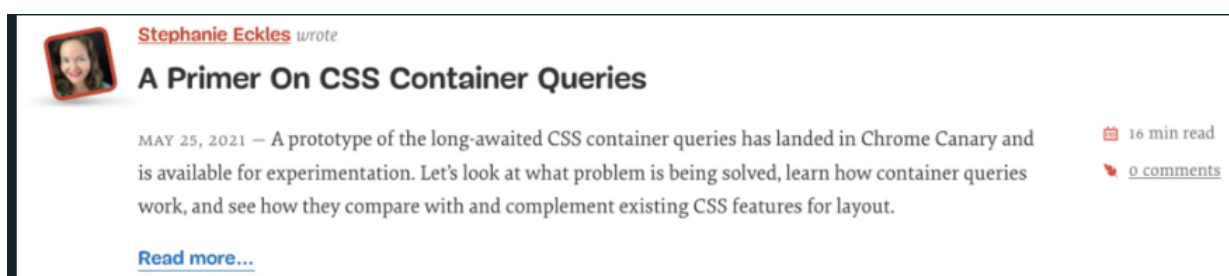 Stephanie Eckles wrote
A Primer On CSS Container Queries
MAY 25, 2021 — A prototype of the long-awaited CSS container queries has landed in Chrome Canary and
is available for experimentation. Let’s look at what problem is being solved, learn how container queries
work, and see how they compare with and complement existing CSS features for layout.
16 min read
0 comments
Read more...